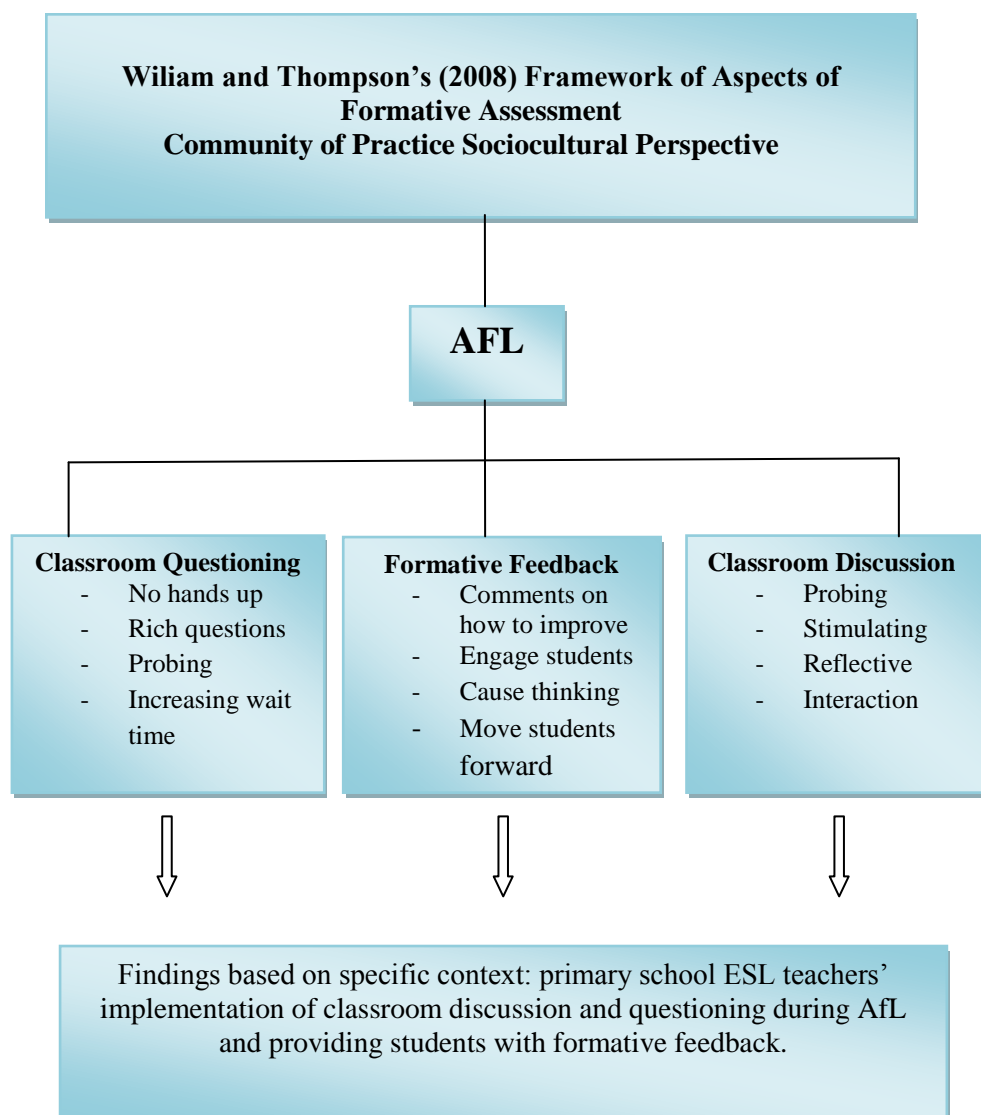 Wiliam and Thompson’s (2008) Framework of Aspects of
Formative Assessment
Community of Practice Sociocultural Perspective
AFL
Classroom Questioning
- No hands up
- Rich questions
- Probing
- Increasing wait
time
Formative Feedback
- Comments on
how to improve
- Engage students
- Cause thinking
- Move students
forward
Classroom Discussion
- Probing
- Stimulating
- Reflective
- Interaction
Findings based on specific context: primary school ESL teachers’
implementation of classroom discussion and questioning during AfL
and providing students with formative feedback.